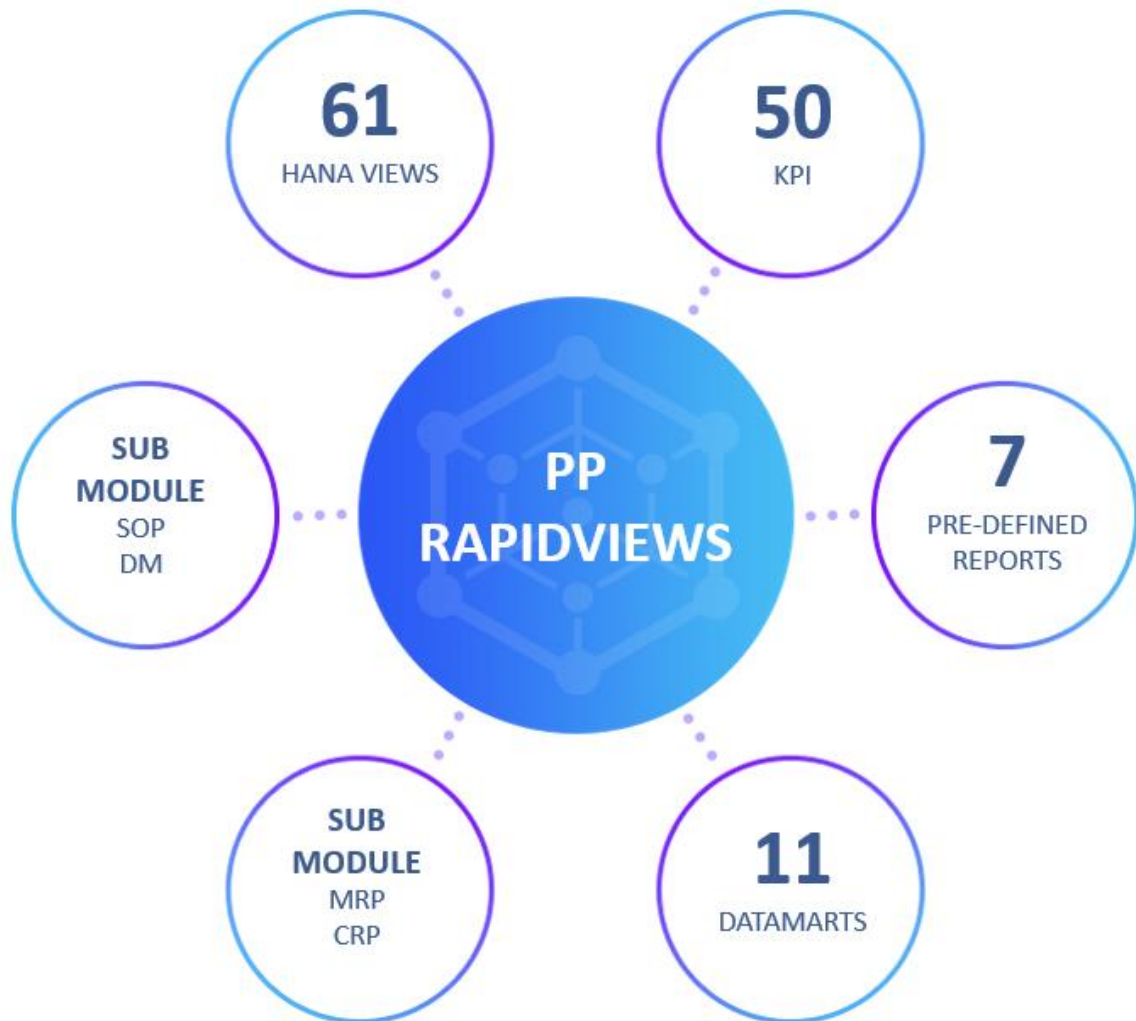 61
HANA VIEWS
50
KPI
SUB
MODULE
SOP
DM
PP
RAPIDVIEWS
7
PRE-DEFINED
REPORTS
SUB
MODULE
MRP
CRP
11
DATAMARTS